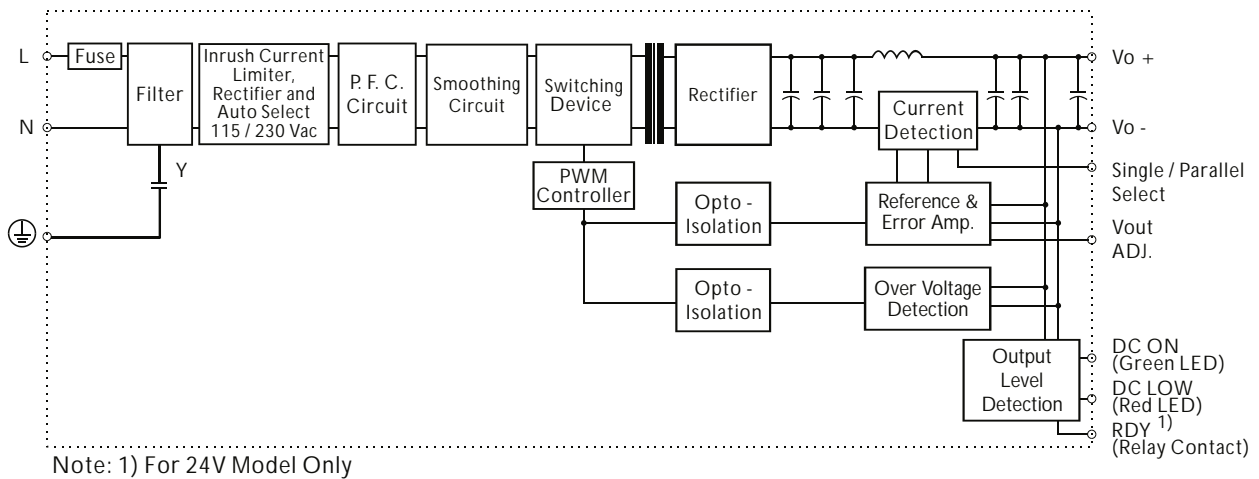 L
Fuse
Filter
Inrush Current
Limiter,
Rectifier and
Auto Select
115 / 230 Vac
P. F. C.
Circuit
Smoothing
Circuit
Switching
Device
Rectifier
Current
Detection
Vo +
N
Vo -
Y
PWM
Controller
Opto -
Isolation
Reference &
Error Amp.
Single / Parallel
Select
Vout
ADJ.
Opto -
Isolation
Over Voltage
Detection
Output
Level
Detection
DC ON
(Green LED)
DC LOW
(Red LED)
RDY 1)
(Relay Contact)
Note: 1) For 24V Model Only